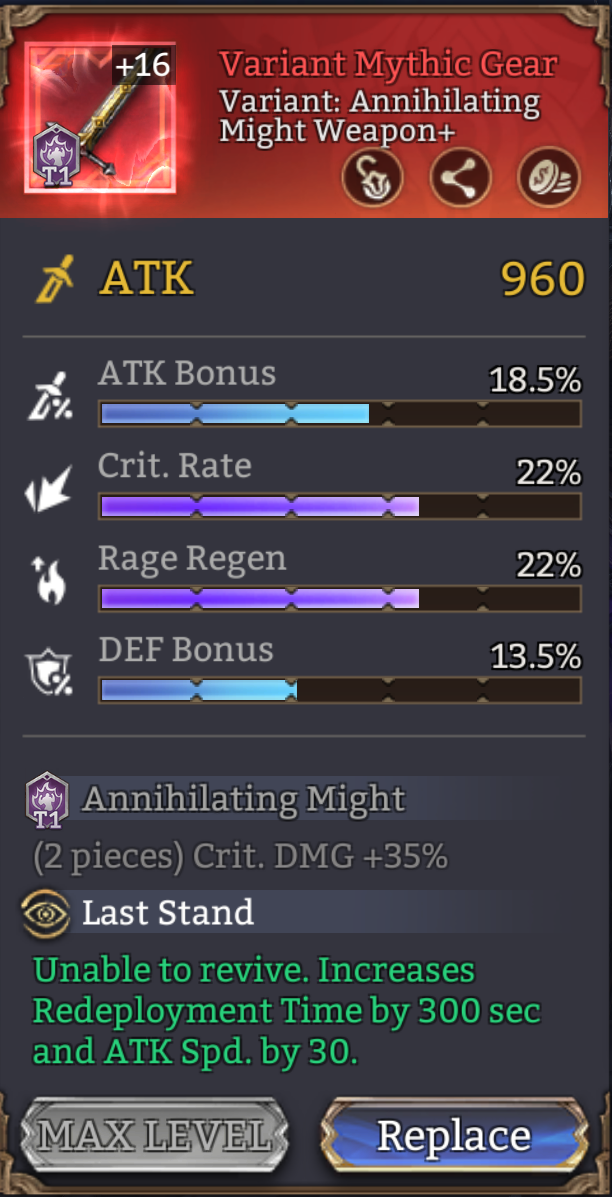 +16
T1
Variant Mythic Gear
Variant: Annihilating
Might Weapon+
ATK 960
ATK Bonus 18.5%
Crit. Rate 22%
Rage Regen 22%
DEF Bonus 13.5%
T1
Annihilating Might
(2 pieces) Crit. DMG +35%
Last Stand
Unable to revive. Increases
Redeployment Time by 300 sec
and ATK Spd. by 30.
MAX LEVEL Replace